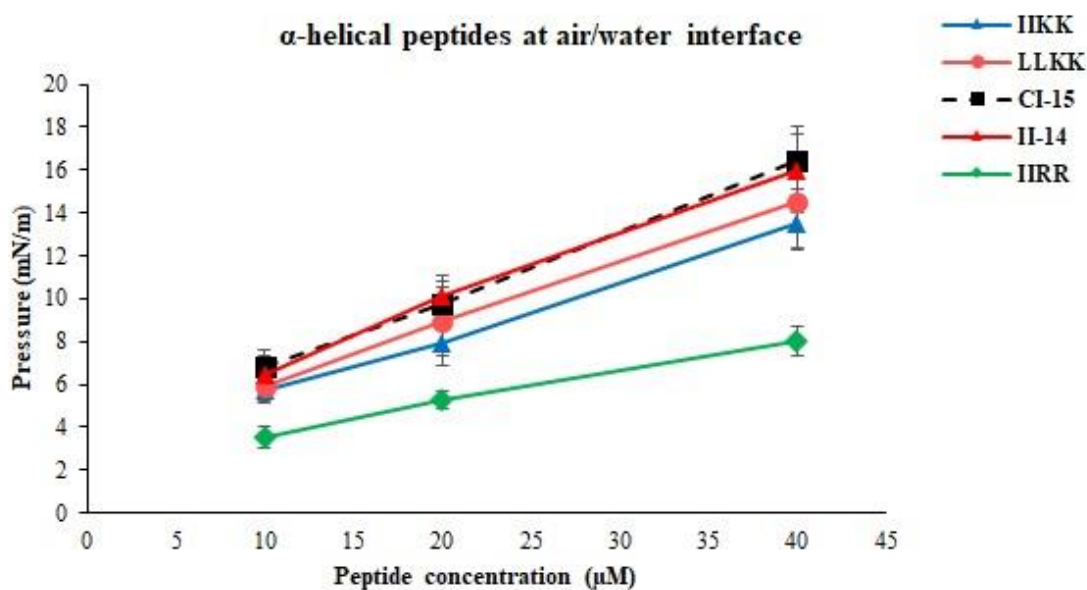 α-helical peptides at air/water interface
IIKK
LLKK
CI-15
II-14
IIRR
Pressure (mN/m)
20
18
16
14
12
10
8
6
4
2
0
0 5 10 15 20 25 30 35 40 45
Peptide concentration (μM)